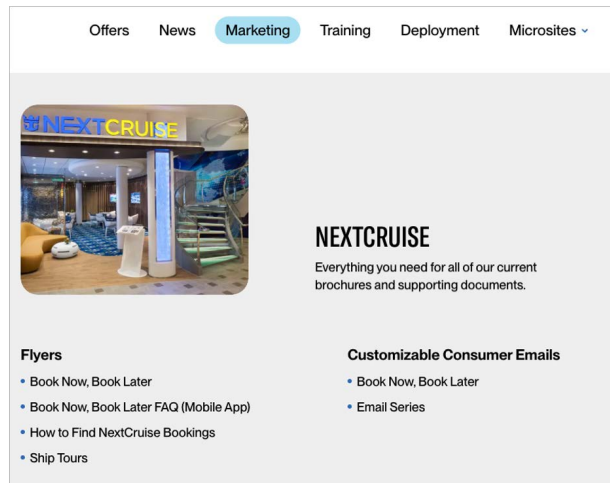 Offers
News
Marketing
Training
Deployment
Microsites
NEXTCRUISE
NEXTCRUISE
Everything you need for all of our current
brochures and supporting documents.
Flyers
Book Now, Book Later
Book Now, Book Later FAQ (Mobile App)
How to Find NextCruise Bookings
Ship Tours
Customizable Consumer Emails
Book Now, Book Later
Email Series